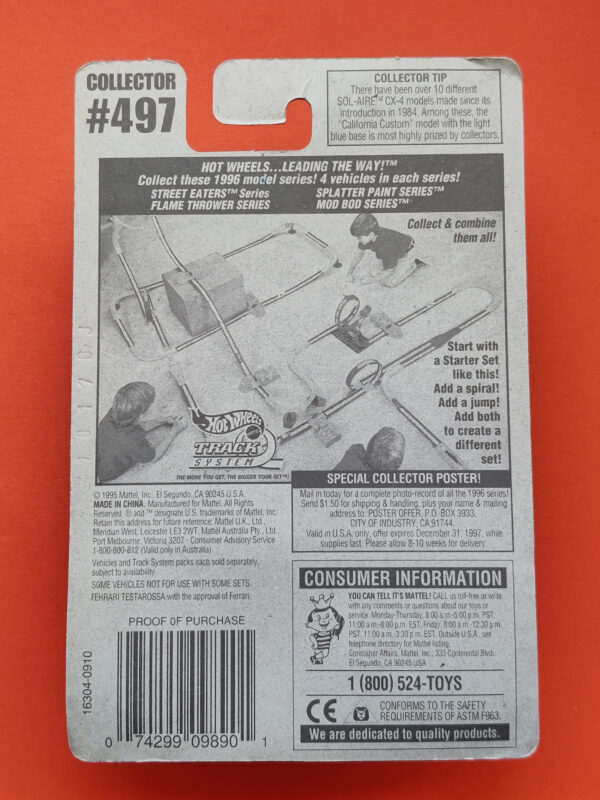 COLLECTOR
#497
COLLECTOR TIP
There have been over 10 different
SOL-AIRE™ CX-4 models made since its
introduction in 1984. Among these, the
"California Custom" model with the light
blue base is most highly prized by collectors.
HOT WHEELS...LEADING THE WAY!™
Collect these 1996 model series! 4 vehicles in each series!
STREET EATERS™ Series
FLAME THROWER SERIES
SPLATTER PAINT SERIES™
MOD BOD SERIES™
Collect & combine
them all!
Start with
a Starter Set
like this!
Add a spiral!
Add a jump!
Add both
to create a
different
set!
Hot Wheels
MATTEL
TRACK
SYSTEM
THE MORE YOU GET, THE BIGGER YOUR SET™
© 1995 Mattel, Inc., El Segundo, CA 90245 U.S.A.
MADE IN CHINA. Manufactured for Mattel. All Rights
Reserved. ® and ™ designate U.S. trademarks of Mattel, Inc.
Retain this address for future reference: Mattel U.K., Ltd.,
Meridian West, Leicester LE3 2WT, Mattel Australia Pty., Ltd.
Port Melbourne, Victoria 3207 - Consumer Advisory Service
1-800-800-812 (Valid only in Australia).
Vehicles and Track System packs each sold separately,
subject to availability.
SOME VEHICLES NOT FOR USE WITH SOME SETS.
FERRARI TESTAROSSA with the approval of Ferrari.
PROOF OF PURCHASE
16304-0910
0 74299 09890 1
SPECIAL COLLECTOR POSTER!
Mail in today for a complete photo-record of all the 1996 series!
Send $1.50 for shipping & handling, plus your name & mailing
address to: POSTER OFFER, P.O. BOX 3933,
CITY OF INDUSTRY, CA 91744.
Valid in U.S.A. only, offer expires December 31, 1997, while
supplies last. Please allow 8-10 weeks for delivery.
CONSUMER INFORMATION
YOU CAN TELL IT'S MATTEL! CALL us toll-free or write
with any comments or questions about our toys or
service. Monday-Thursday, 8:00 a.m.-5:00 p.m. PST;
11:00 a.m.-8:00 p.m. EST, Friday, 8:00 a.m.-12:30 p.m.
PST, 11:00 a.m.-3:30 p.m. EST. Outside U.S.A., see
telephone directory for Mattel listing.
Consumer Affairs, Mattel, Inc., 333 Continental Blvd.,
El Segundo, CA 90245 USA
1 (800) 524-TOYS
CE
CONFORMS TO THE SAFETY
REQUIREMENTS OF ASTM F963.
We are dedicated to quality products.